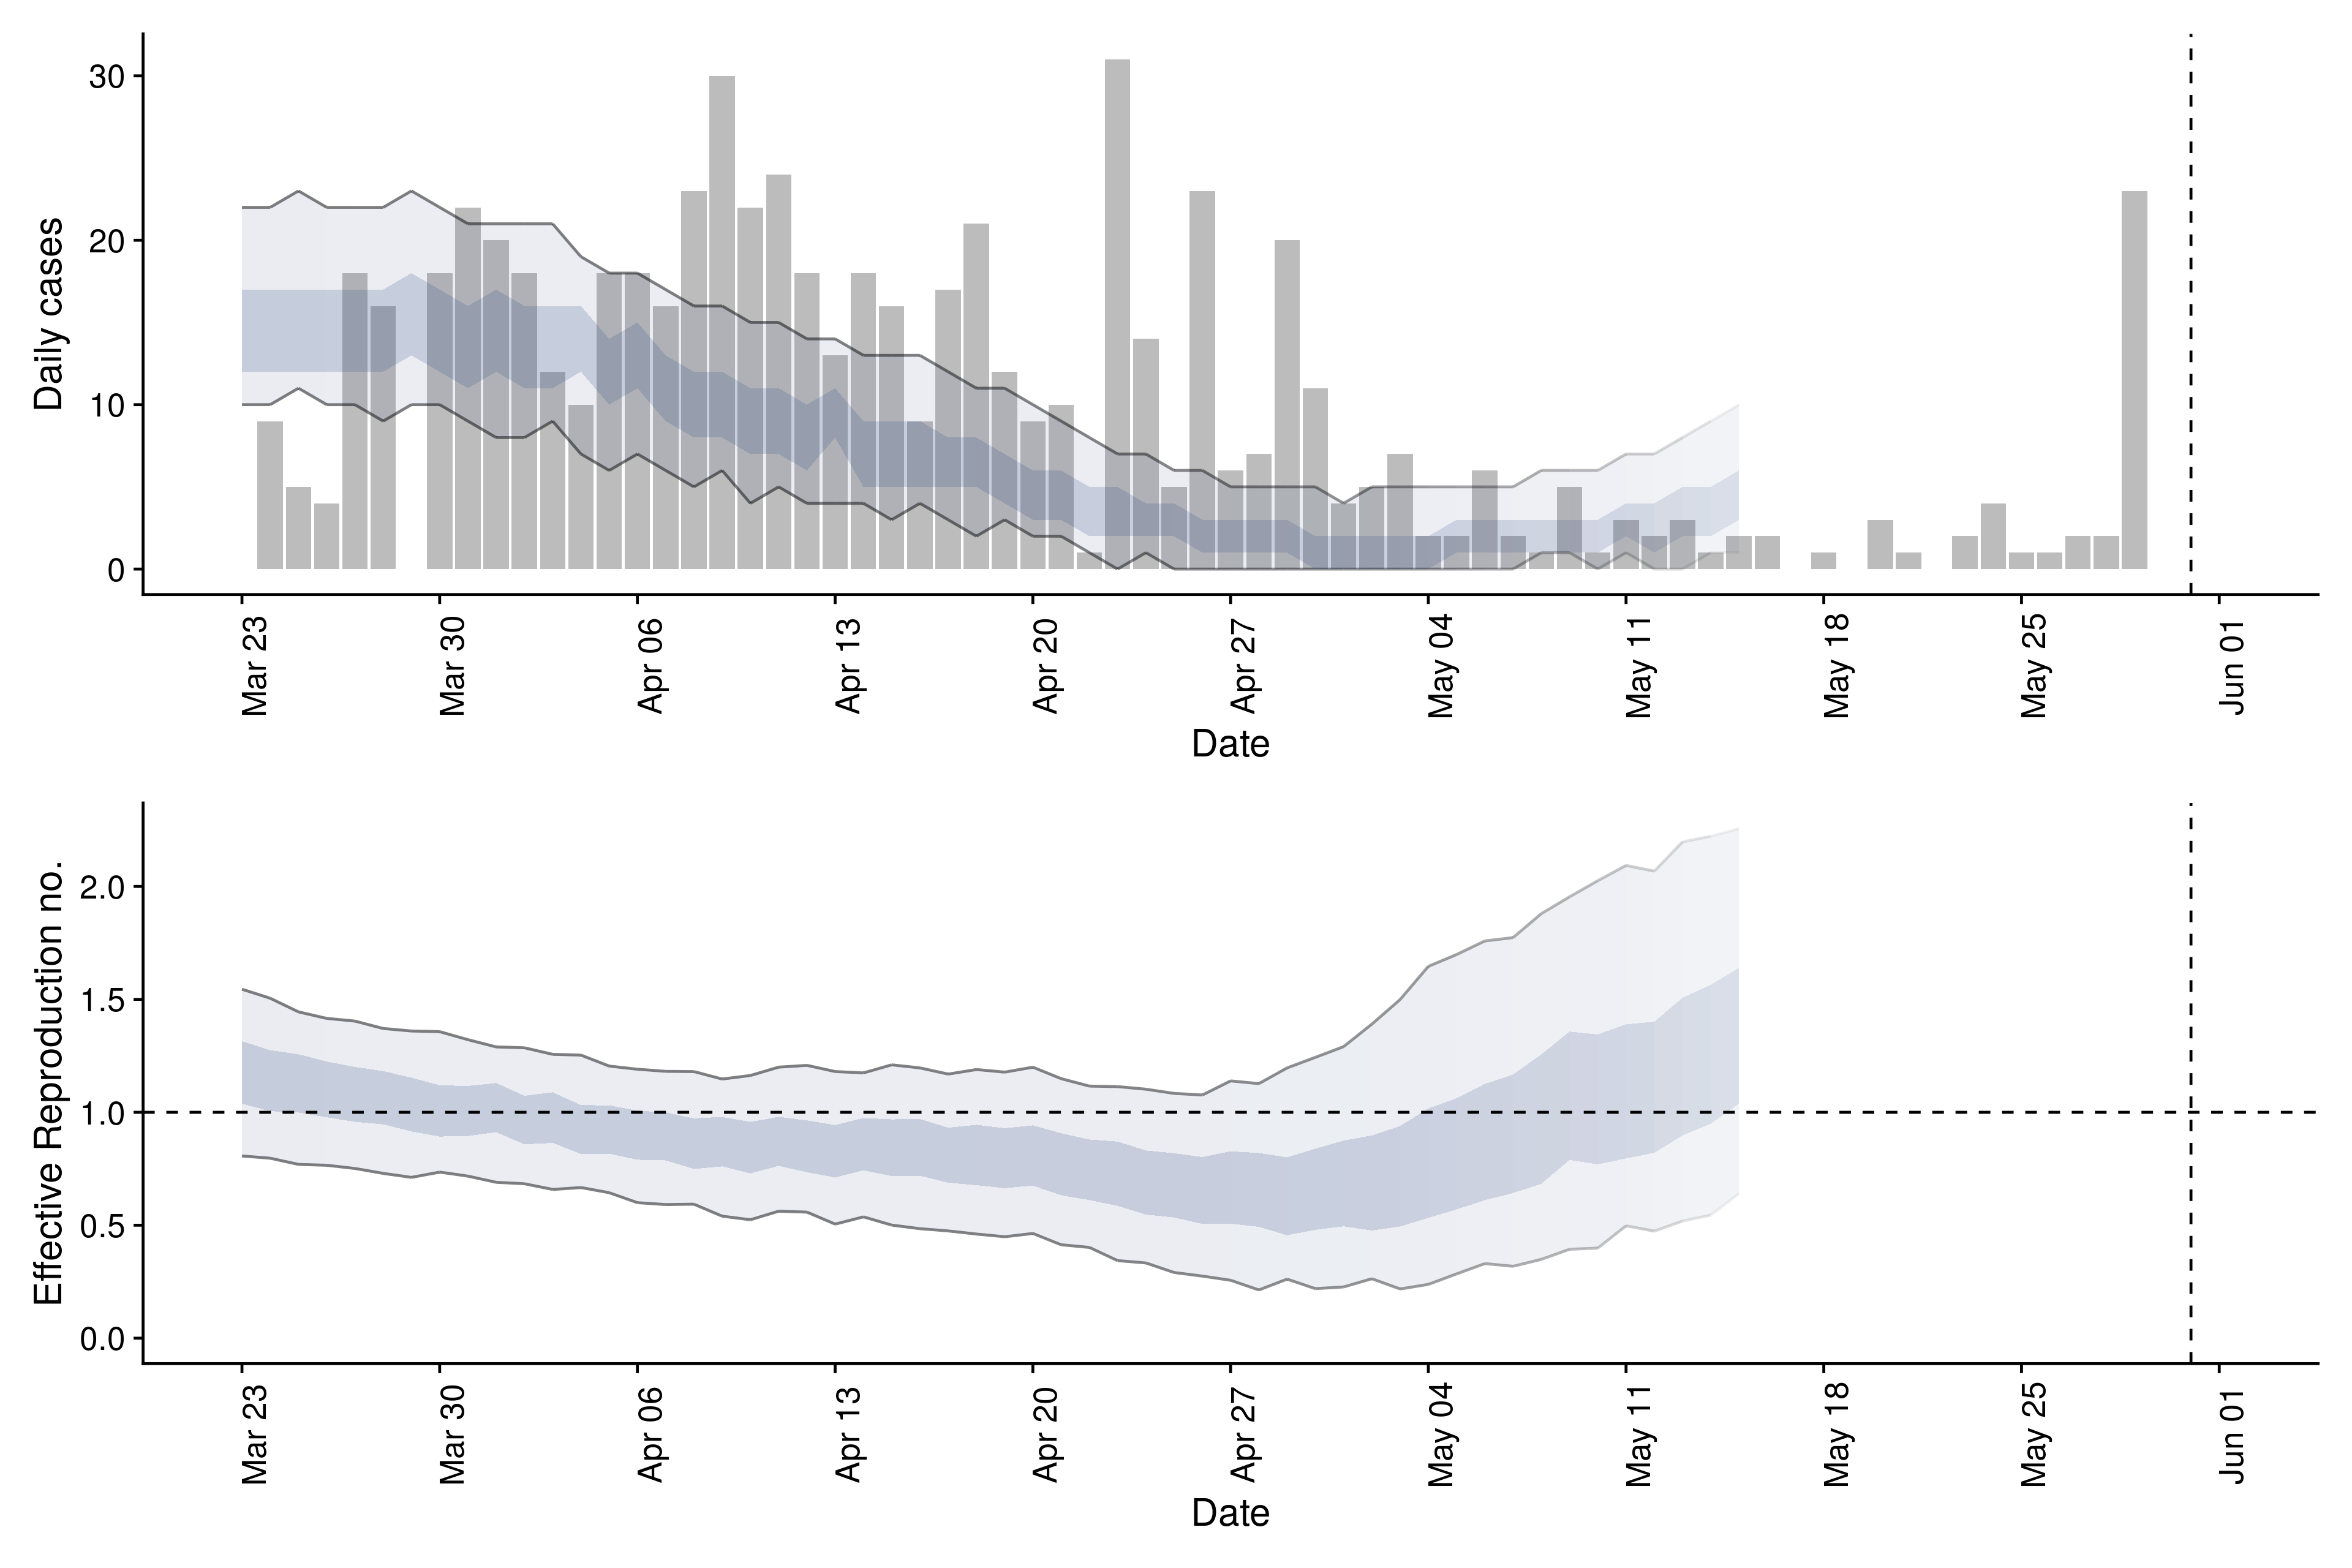 Daily cases
30
20
10
0
Mar 23
Mar 30
Apr 06
Apr 13
Apr 20
Apr 27
May 04
May 11
May 18
May 25
Jun 01
Date
Effective Reproduction no.
2.0
1.5
1.0
0.5
0.0
Mar 23
Mar 30
Apr 06
Apr 13
Apr 20
Apr 27
May 04
May 11
May 18
May 25
Jun 01
Date